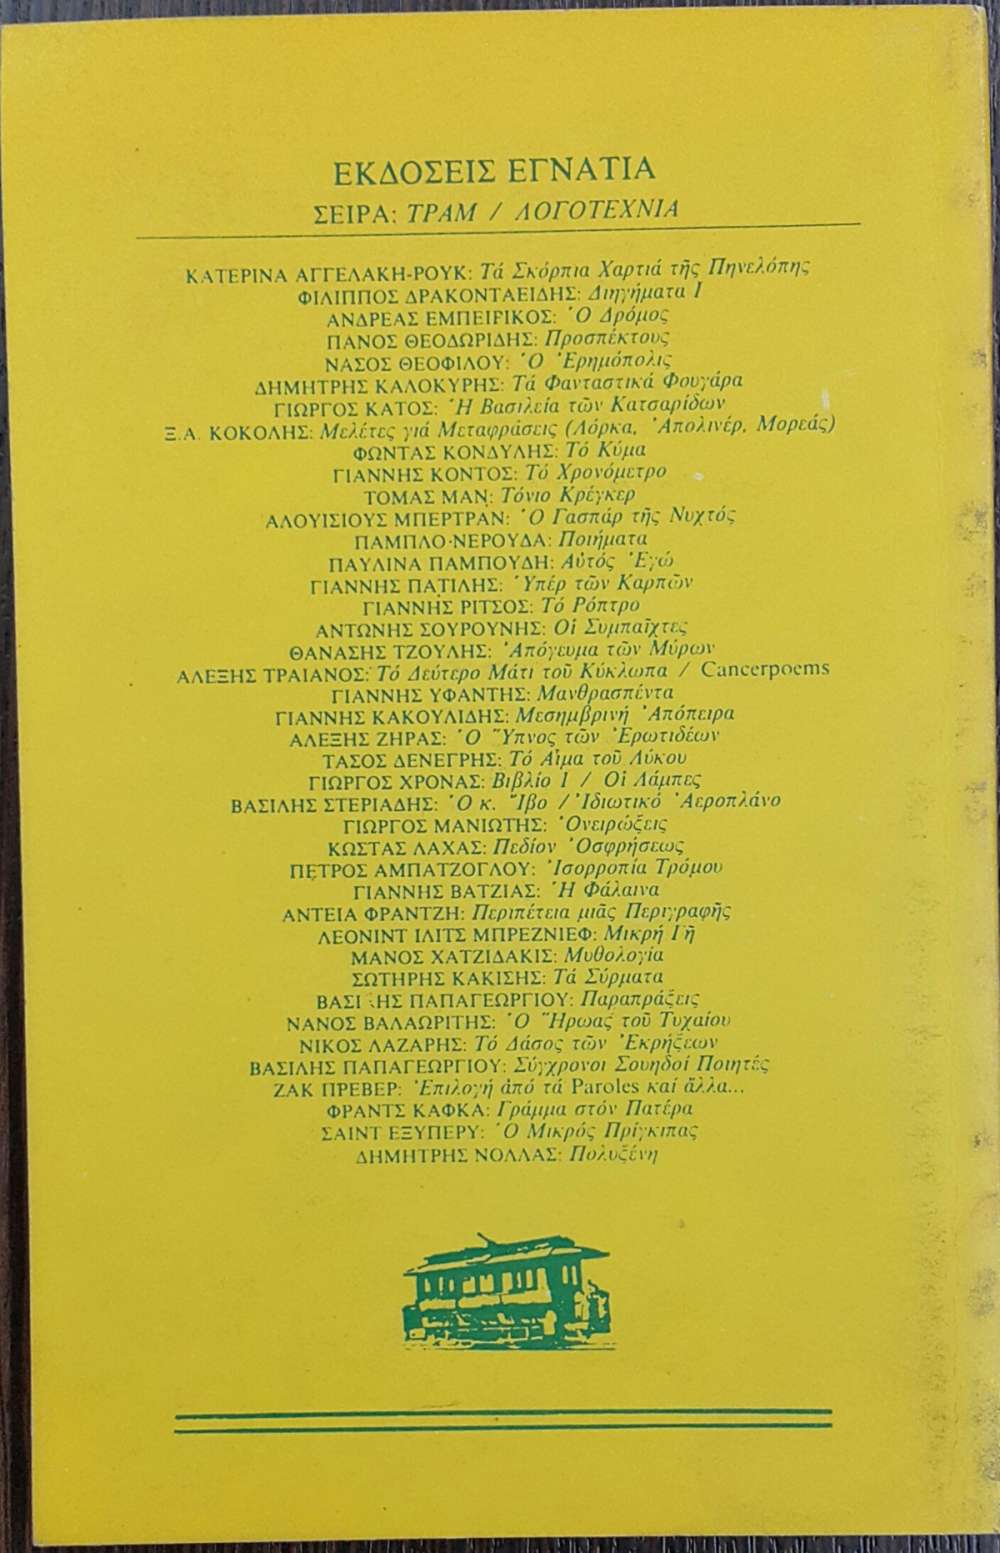 ΕΚΔΟΣΕΙΣ ΕΓΝΑΤΙΑ
ΣΕΙΡΑ: ΤΡΑΜ / ΛΟΓΟΤΕΧΝΙΑ
ΚΑΤΕΡΙΝΑ ΑΓΓΕΛΑΚΗ-ΡΟΥΚ: Τά Σκόρπια Χαρτιά τῆς Πηνελόπης
ΦΙΛΙΠΠΟΣ ΔΡΑΚΟΝΤΑΕΙΔΗΣ: Διηγήματα Ι
ΑΝΔΡΕΑΣ ΕΜΠΕΙΡΙΚΟΣ: Ὁ Δρόμος
ΠΑΝΟΣ ΘΕΟΔΩΡΙΔΗΣ: Προσπέκτους
ΝΑΣΟΣ ΘΕΟΦΙΛΟΥ: Ὁ Ἐρημόπολις
ΔΗΜΗΤΡΗΣ ΚΑΛΟΚΥΡΗΣ: Τά Φανταστικά Φουγάρα
ΓΙΩΡΓΟΣ ΚΑΤΟΣ: Ἡ Βασιλεία τῶν Κατσαρίδων
Ξ.Α. ΚΟΚΟΛΗΣ: Μελέτες γιά Μεταφράσεις (Λόρκα, Ἀπολινέρ, Μορεάς)
ΦΩΝΤΑΣ ΚΟΝΔΥΛΗΣ: Τό Κύμα
ΓΙΑΝΝΗΣ ΚΟΝΤΟΣ: Τό Χρονόμετρο
ΤΟΜΑΣ ΜΑΝ: Τόνιο Κρέγκερ
ΑΛΟΥΙΣΙΟΥΣ ΜΠΕΡΤΡΑΝ: Ὁ Γασπάρ τῆς Νυχτός
ΠΑΜΠΛΟ ΝΕΡΟΥΔΑ: Ποιήματα
ΠΑΥΛΙΝΑ ΠΑΜΠΟΥΔΗ: Αὐτός Ἐγώ
ΓΙΑΝΝΗΣ ΠΑΤΙΛΗΣ: Ὑπέρ τῶν Καρπῶν
ΓΙΑΝΝΗΣ ΡΙΤΣΟΣ: Τό Ρόπτρο
ΑΝΤΩΝΗΣ ΣΟΥΡΟΥΝΗΣ: Οἱ Συμπαῖχτες
ΘΑΝΑΣΗΣ ΤΖΟΥΛΗΣ: Ἀπόγευμα τῶν Μύρων
ΑΛΕΞΗΣ ΤΡΑΙΑΝΟΣ: Τό Δεύτερο Μάτι τοῦ Κύκλωπα / Cancerpoems
ΓΙΑΝΝΗΣ ΥΦΑΝΤΗΣ: Μανθρασπέντα
ΓΙΑΝΝΗΣ ΚΑΚΟΥΛΙΔΗΣ: Μεσημβρινή Ἀπόπειρα
ΑΛΕΞΗΣ ΖΗΡΑΣ: Ὁ Ὕπνος τῶν Ἐρωτιδέων
ΤΑΣΟΣ ΔΕΝΕΓΡΗΣ: Τό Αἷμα τοῦ Λύκου
ΓΙΩΡΓΟΣ ΧΡΟΝΑΣ: Βιβλίο 1 / Οἱ Λάμπες
ΒΑΣΙΛΗΣ ΣΤΕΡΙΑΔΗΣ: Ὁ κ. Ἴβο / Ἰδιωτικό Ἀεροπλάνο
ΓΙΩΡΓΟΣ ΜΑΝΙΩΤΗΣ: Ὀνειρώξεις
ΚΩΣΤΑΣ ΛΑΧΑΣ: Πεδίον Ὀσφρήσεως
ΠΕΤΡΟΣ ΑΜΠΑΤΖΟΓΛΟΥ: Ἰσορροπία Τρόμου
ΓΙΑΝΝΗΣ ΒΑΤΖΙΑΣ: Ἡ Φάλαινα
ΑΝΤΕΙΑ ΦΡΑΝΤΖΗ: Περιπέτεια μιᾶς Περιγραφῆς
ΛΕΟΝΙΝΤ ΙΛΙΤΣ ΜΠΡΕΖΝΙΕΦ: Μικρή Γῆ
ΜΑΝΟΣ ΧΑΤΖΙΔΑΚΙΣ: Μυθολογία
ΣΩΤΗΡΗΣ ΚΑΚΙΣΗΣ: Τά Σύρματα
ΒΑΣΙΛΗΣ ΠΑΠΑΓΕΩΡΓΙΟΥ: Παραπράξεις
ΝΑΝΟΣ ΒΑΛΑΩΡΙΤΗΣ: Ὁ Ἥρωας τοῦ Τυχαίου
ΝΙΚΟΣ ΛΑΖΑΡΗΣ: Τό Δάσος τῶν Ἐκρήξεων
ΒΑΣΙΛΗΣ ΠΑΠΑΓΕΩΡΓΙΟΥ: Σύγχρονοι Σουηδοί Ποιητές
ΖΑΚ ΠΡΕΒΕΡ: Ἐπιλογή ἀπό τά Paroles καί ἄλλα...
ΦΡΑΝΤΣ ΚΑΦΚΑ: Γράμμα στόν Πατέρα
ΣΑΙΝΤ ΕΞΥΠΕΡΥ: Ὁ Μικρός Πρίγκιπας
ΔΗΜΗΤΡΗΣ ΝΟΛΛΑΣ: Πολυξένη